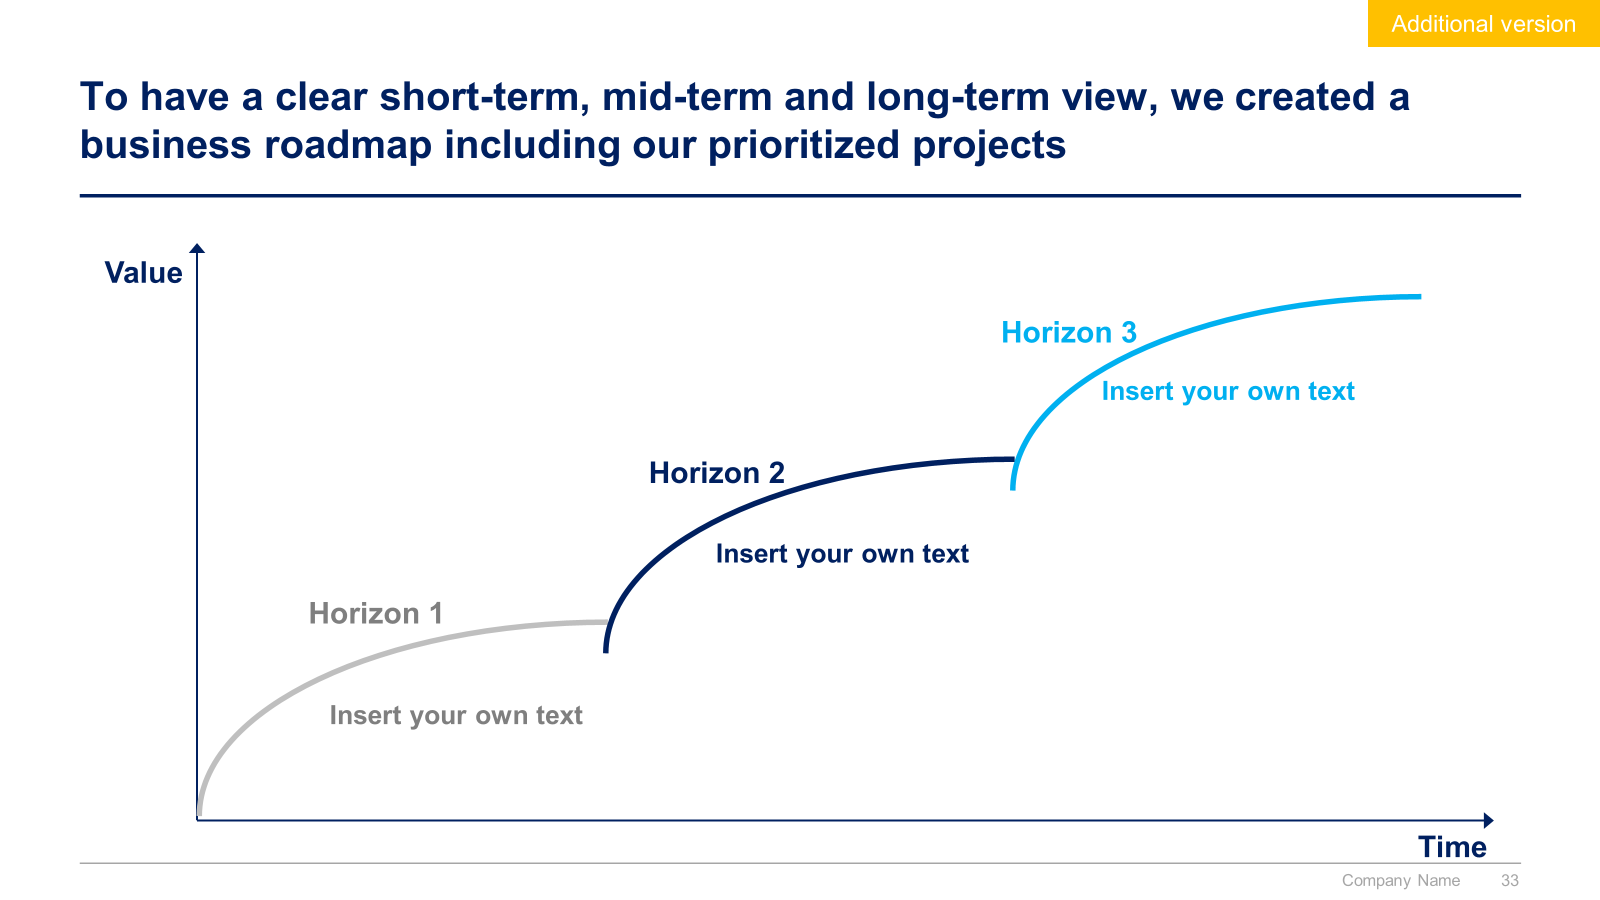 Additional version
To have a clear short-term, mid-term and long-term view, we created a
business roadmap including our prioritized projects
Value
Horizon 3
Insert your own text
Horizon 2
Insert your own text
Horizon 1
Insert your own text
Time
Company Name 33